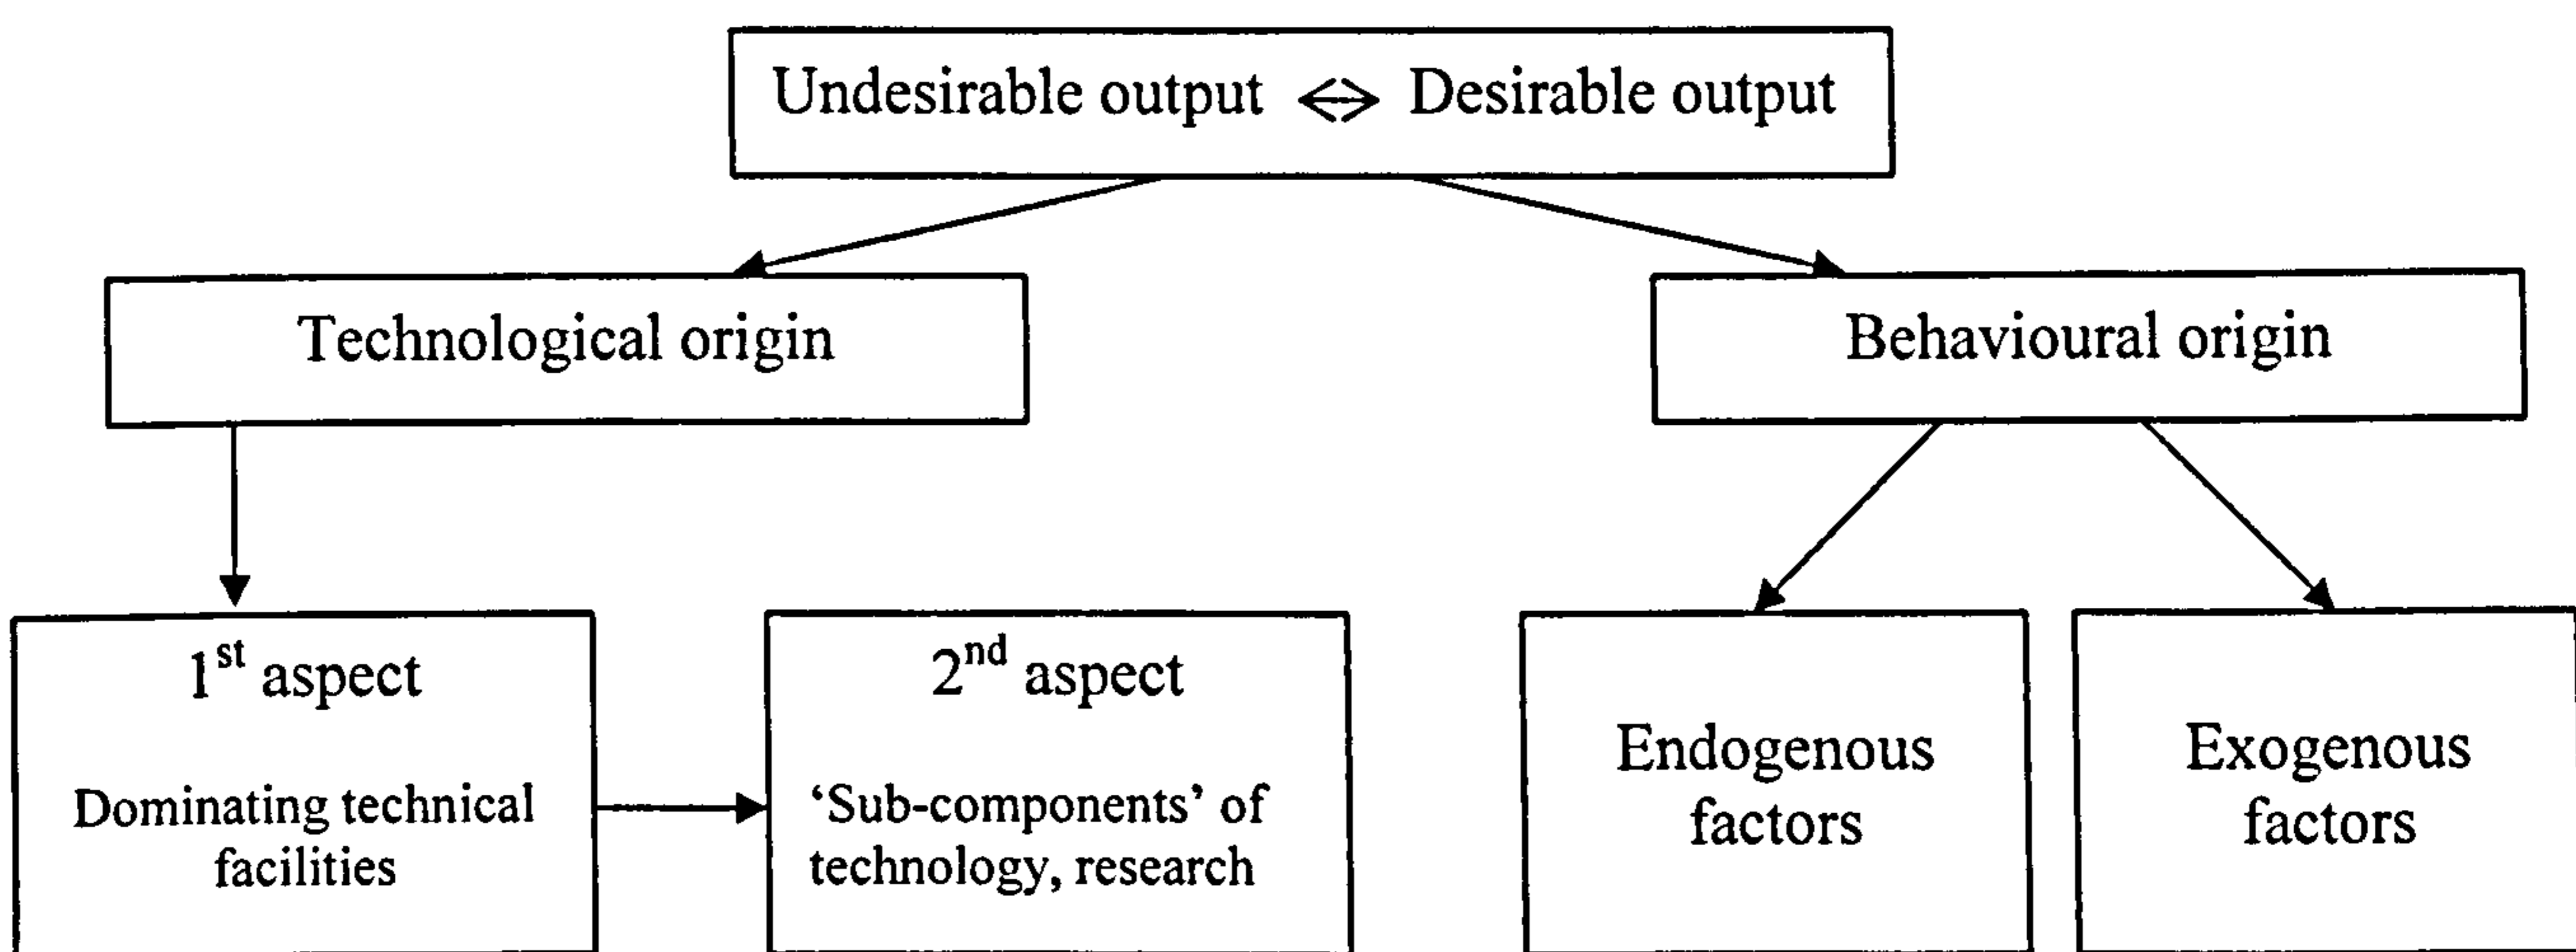 Undesirable output <-> Desirable output
Technological origin
Behavioural origin
1st aspect
Dominating technical
facilities
2nd aspect
‘Sub-components’ of
technology, research
Endogenous
factors
Exogenous
factors